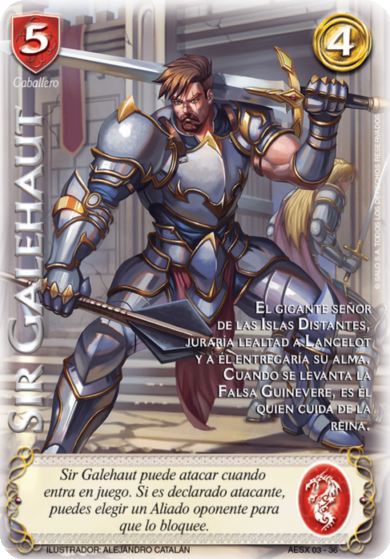 5
4
Caballero
SIR GALEHAUT
EL GIGANTE SEÑOR
DE LAS ISLAS DISTANTES,
JURARÍA LEALTAD A LANCELOT
Y A ÉL ENTREGARÍA SU ALMA.
CUANDO SE LEVANTA LA
FALSA GUINEVERE, ES ÉL
QUIEN CUIDA DE LA
REINA.
Sir Galehaut puede atacar cuando
entra en juego. Si es declarado atacante,
puedes elegir un Aliado oponente para
que lo bloquee.
ILUSTRADOR: ALEJANDRO CATALAN
AESX 03 - 36